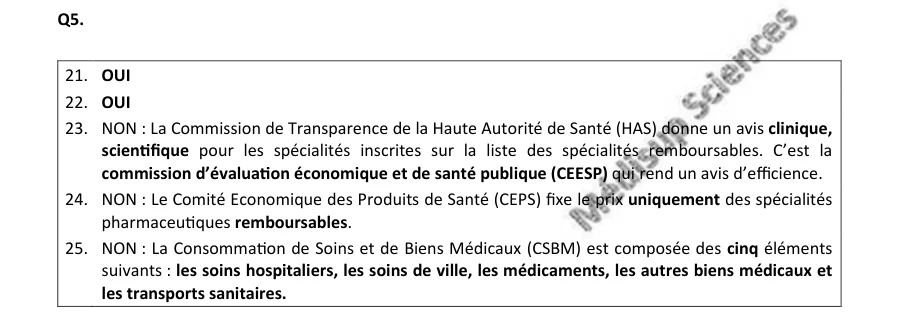 Q5.
21. OUI
22. OUI
23. NON : La Commission de Transparence de la Haute Autorité de Santé (HAS) donne un avis clinique,
scientifique pour les spécialités inscrites sur la liste des spécialités remboursables. C’est la
commission d’évaluation économique et de santé publique (CEESP) qui rend un avis d’efficience.
24. NON : Le Comité Economique des Produits de Santé (CEPS) fixe le prix uniquement des spécialités
pharmaceutiques remboursables.
25. NON : La Consommation de Soins et de Biens Médicaux (CSBM) est composée des cinq éléments
suivants : les soins hospitaliers, les soins de ville, les médicaments, les autres biens médicaux et
les transports sanitaires.
Médisup Sciences